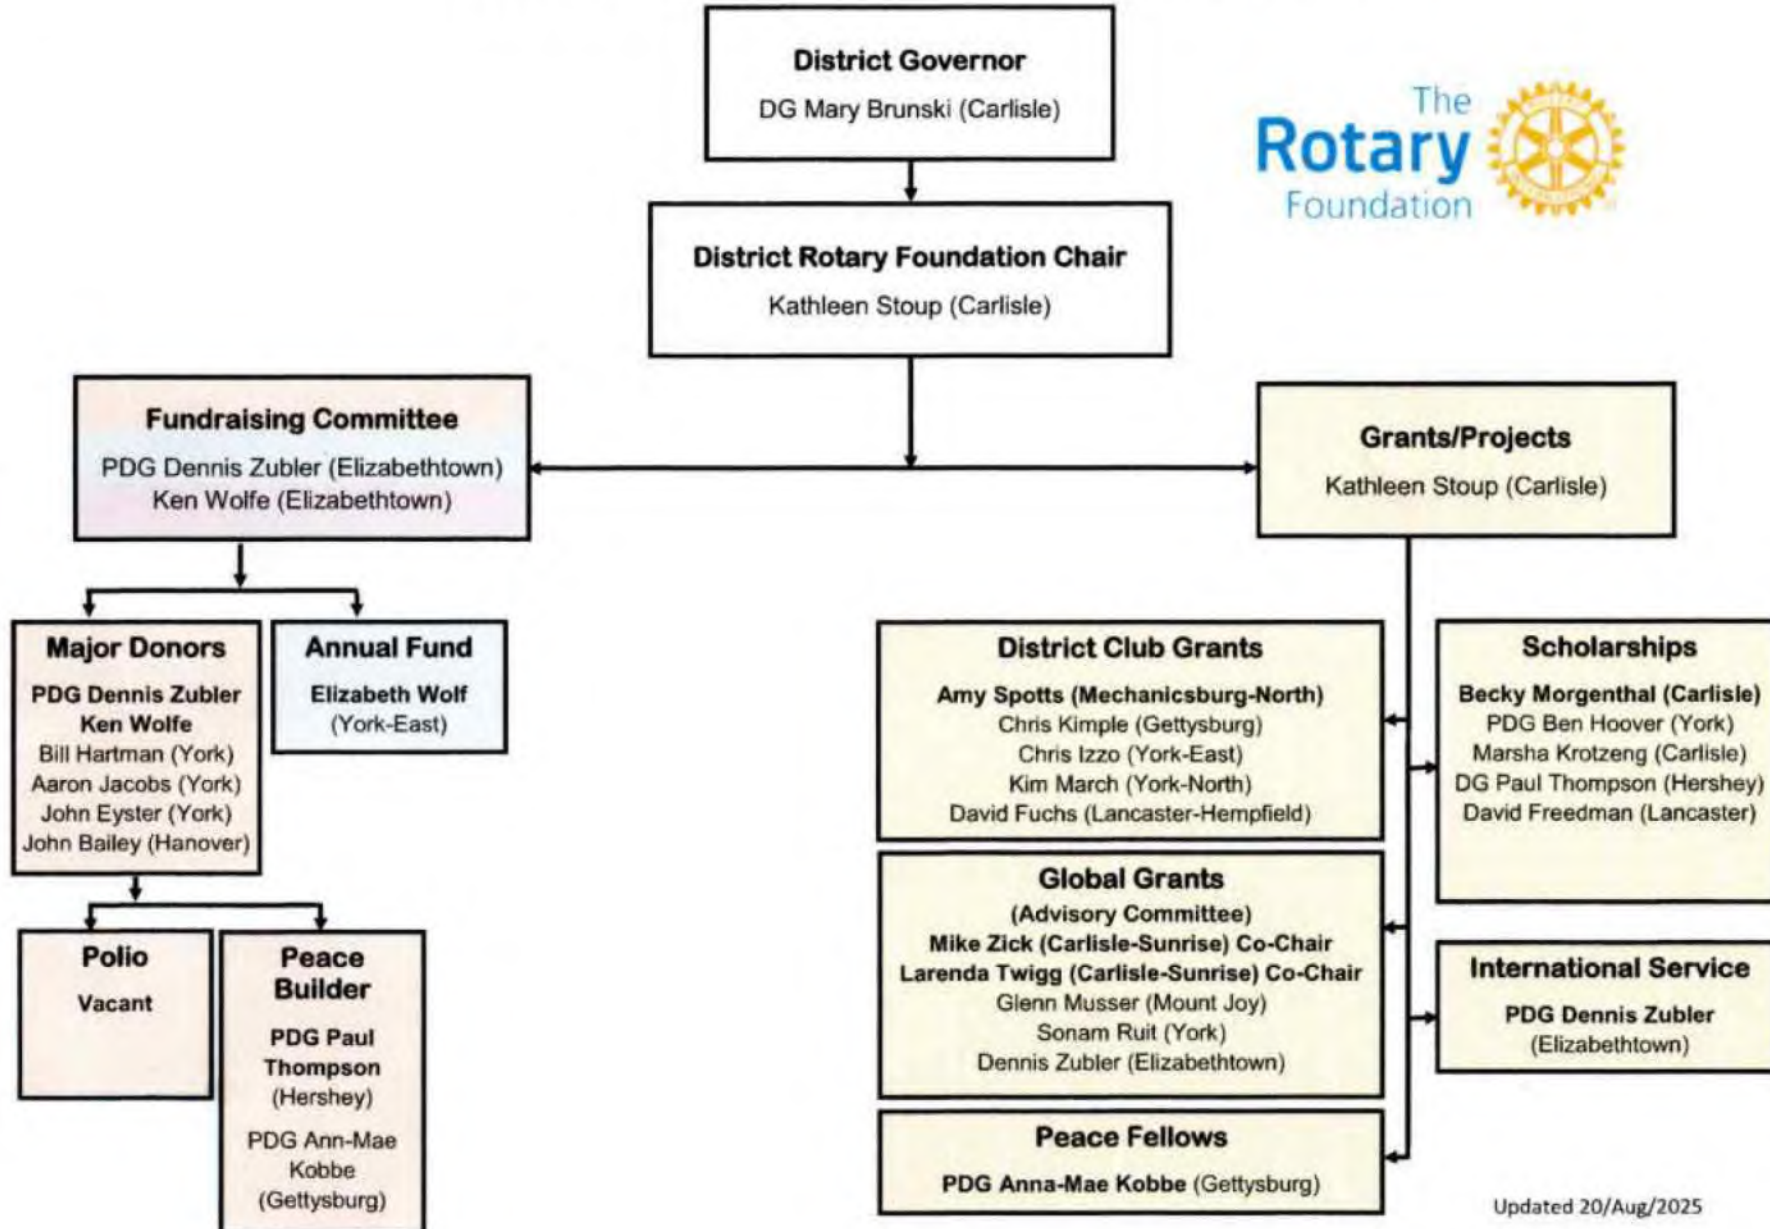 District Governor
DG Mary Brunski (Carlisle)
The
Rotary
Foundation
District Rotary Foundation Chair
Kathleen Stoup (Carlisle)
Fundraising Committee
PDG Dennis Zubler (Elizabethtown)
Ken Wolfe (Elizabethtown)
Grants/Projects
Kathleen Stoup (Carlisle)
Major Donors
PDG Dennis Zubler
Ken Wolfe
Bill Hartman (York)
Aaron Jacobs (York)
John Eyster (York)
John Bailey (Hanover)
Annual Fund
Elizabeth Wolf
(York-East)
District Club Grants
Amy Spotts (Mechanicsburg-North)
Chris Kimple (Gettysburg)
Chris Izzo (York-East)
Kim March (York-North)
David Fuchs (Lancaster-Hempfield)
Scholarships
Becky Morgenthal (Carlisle)
PDG Ben Hoover (York)
Marsha Krotzeng (Carlisle)
DG Paul Thompson (Hershey)
David Freedman (Lancaster)
Global Grants
(Advisory Committee)
Mike Zick (Carlisle-Sunrise) Co-Chair
Larenda Twigg (Carlisle-Sunrise) Co-Chair
Glenn Musser (Mount Joy)
Sonam Ruit (York)
Dennis Zubler (Elizabethtown)
International Service
PDG Dennis Zubler
(Elizabethtown)
Polio
Vacant
Peace
Builder
PDG Paul
Thompson
(Hershey)
PDG Ann-Mae
Kobbe
(Gettysburg)
Peace Fellows
PDG Anna-Mae Kobbe (Gettysburg)
Updated 20/Aug/2025